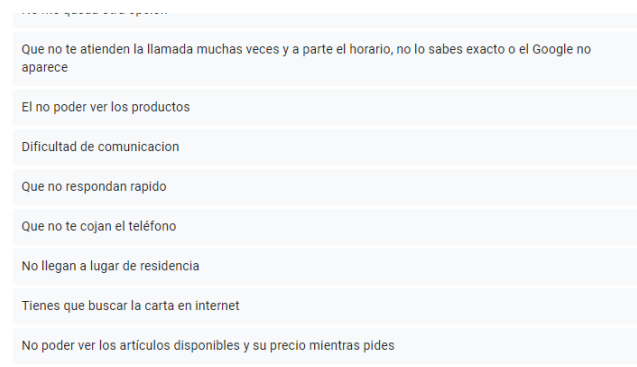 Que no te atienden la llamada muchas veces y a parte el horario, no lo sabes exacto o el Google no
aparece
El no poder ver los productos
Dificultad de comunicacion
Que no respondan rapido
Que no te cojan el teléfono
No llegan a lugar de residencia
Tienes que buscar la carta en internet
No poder ver los artículos disponibles y su precio mientras pides